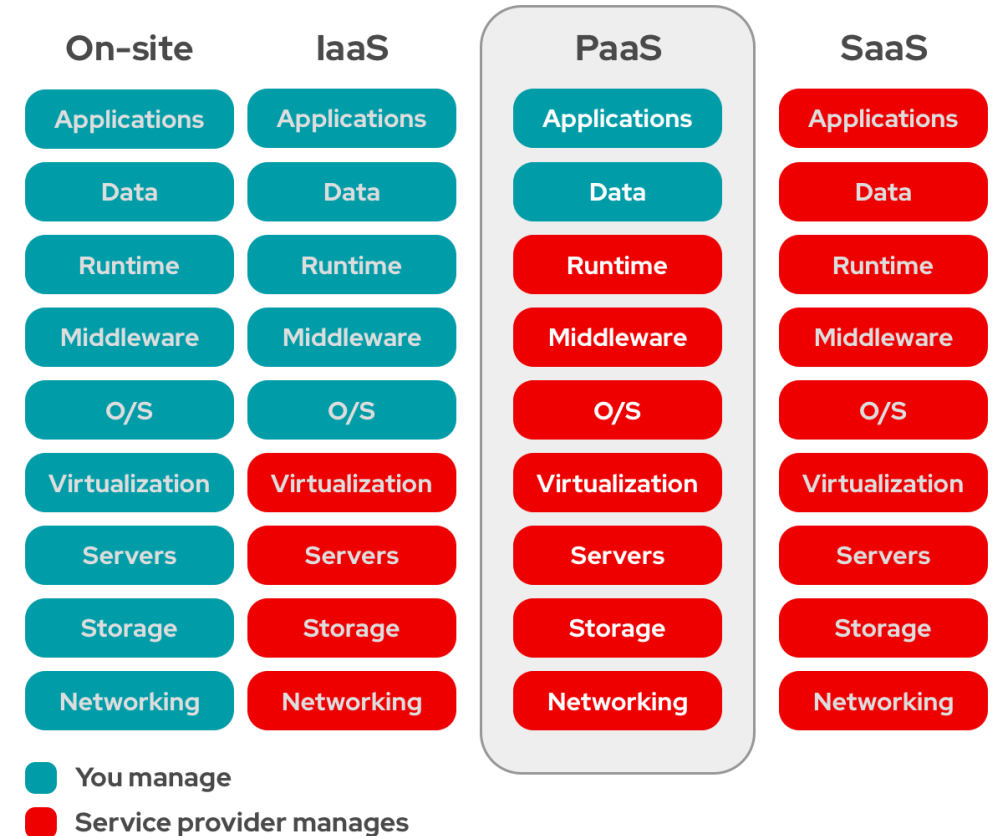 On-site IaaS PaaS SaaS
Applications Applications Applications Applications
Data Data Data Data
Runtime Runtime Runtime Runtime
Middleware Middleware Middleware Middleware
O/S O/S O/S O/S
Virtualization Virtualization Virtualization Virtualization
Servers Servers Servers Servers
Storage Storage Storage Storage
Networking Networking Networking Networking
You manage
Service provider manages